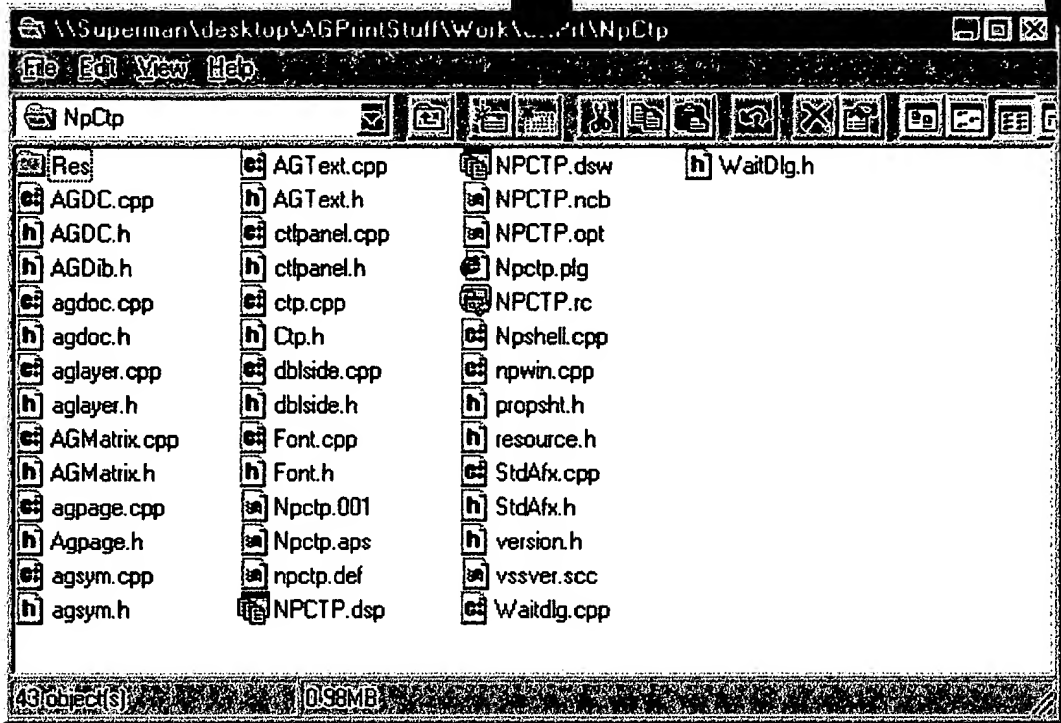 \\Superman\desktop\AGPrintStuff\Work\ \NpCtp
File Edit View Help
NpCtp
Res
AGDC.cpp
AGDC.h
AGDib.h
agdoc.cpp
agdoc.h
aglayer.cpp
aglayer.h
AGMatrix.cpp
AGMatrix.h
agpage.cpp
Agpage.h
agsym.cpp
agsym.h
AGText.cpp
AGText.h
ctlpanel.cpp
ctlpanel.h
ctp.cpp
Ctp.h
dblside.cpp
dblside.h
Font.cpp
Font.h
Npctp.001
Npctp.aps
npctp.def
NPCTP.dsp
NPCTP.dsw
NPCTP.ncb
NPCTP.opt
Npctp.plg
NPCTP.rc
Npshell.cpp
npwin.cpp
propsht.h
resource.h
StdAfx.cpp
StdAfx.h
version.h
vssver.scc
Waitdlg.cpp
WaitDlg.h
43 object(s)
0.98MB